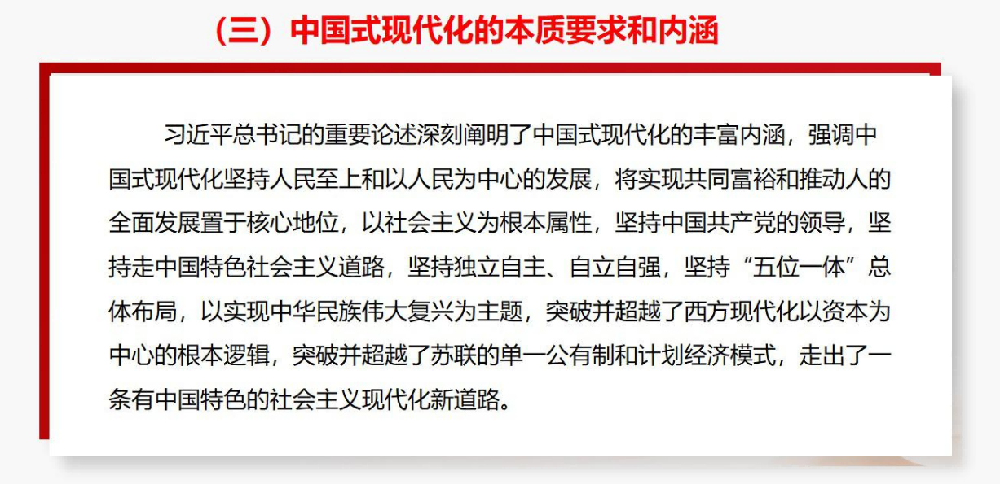 （三）中国式现代化的本质要求和内涵
习近平总书记的重要论述深刻阐明了中国式现代化的丰富内涵，强调中
国式现代化坚持人民至上和以人民为中心的发展，将实现共同富裕和推动人的
全面发展置于核心地位，以社会主义为根本属性，坚持中国共产党的领导，坚
持走中国特色社会主义道路，坚持独立自主、自立自强，坚持“五位一体”总
体布局，以实现中华民族伟大复兴为主题，突破并超越了西方现代化以资本为
中心的根本逻辑，突破并超越了苏联的单一公有制和计划经济模式，走出了一
条有中国特色的社会主义现代化新道路。